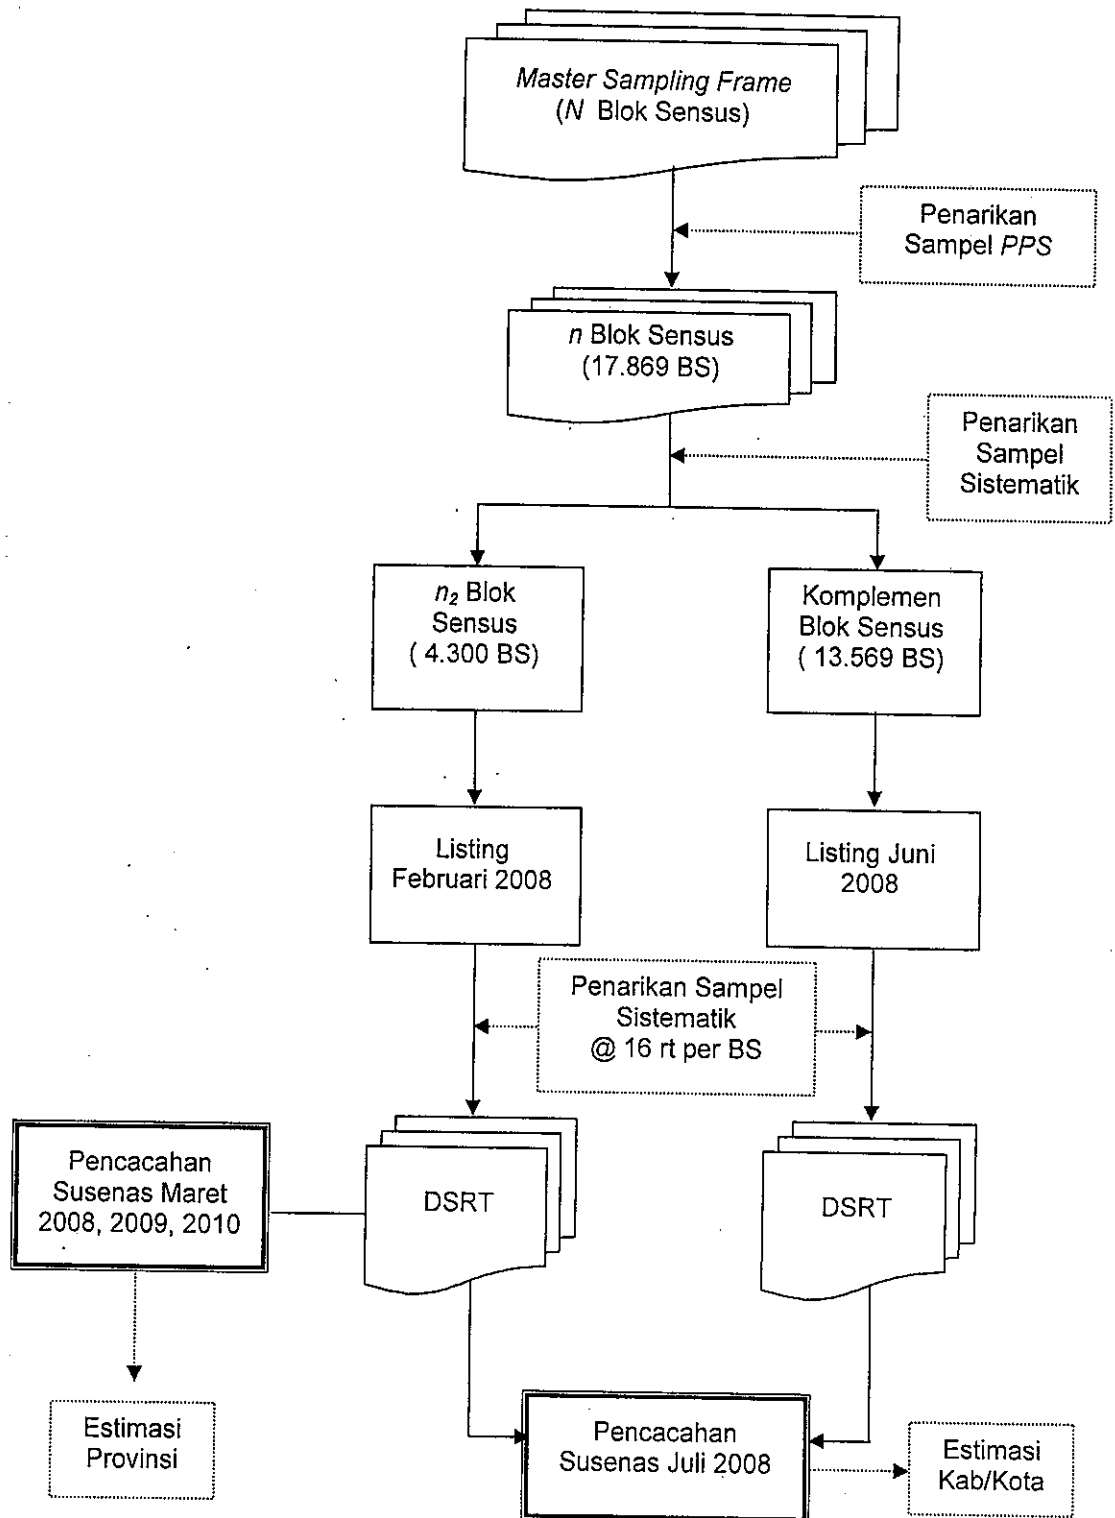 Master Sampling Frame
(N Blok Sensus)
Penarikan
Sampel PPS
n Blok Sensus
(17.869 BS)
Penarikan
Sampel
Sistematik
n₂ Blok
Sensus
( 4.300 BS)
Komplemen
Blok Sensus
( 13.569 BS)
Listing
Februari 2008
Listing Juni
2008
Penarikan Sampel
Sistematik
@ 16 rt per BS
Pencacahan
Susenas Maret
2008, 2009, 2010
DSRT
DSRT
Estimasi
Provinsi
Pencacahan
Susenas Juli 2008
Estimasi
Kab/Kota